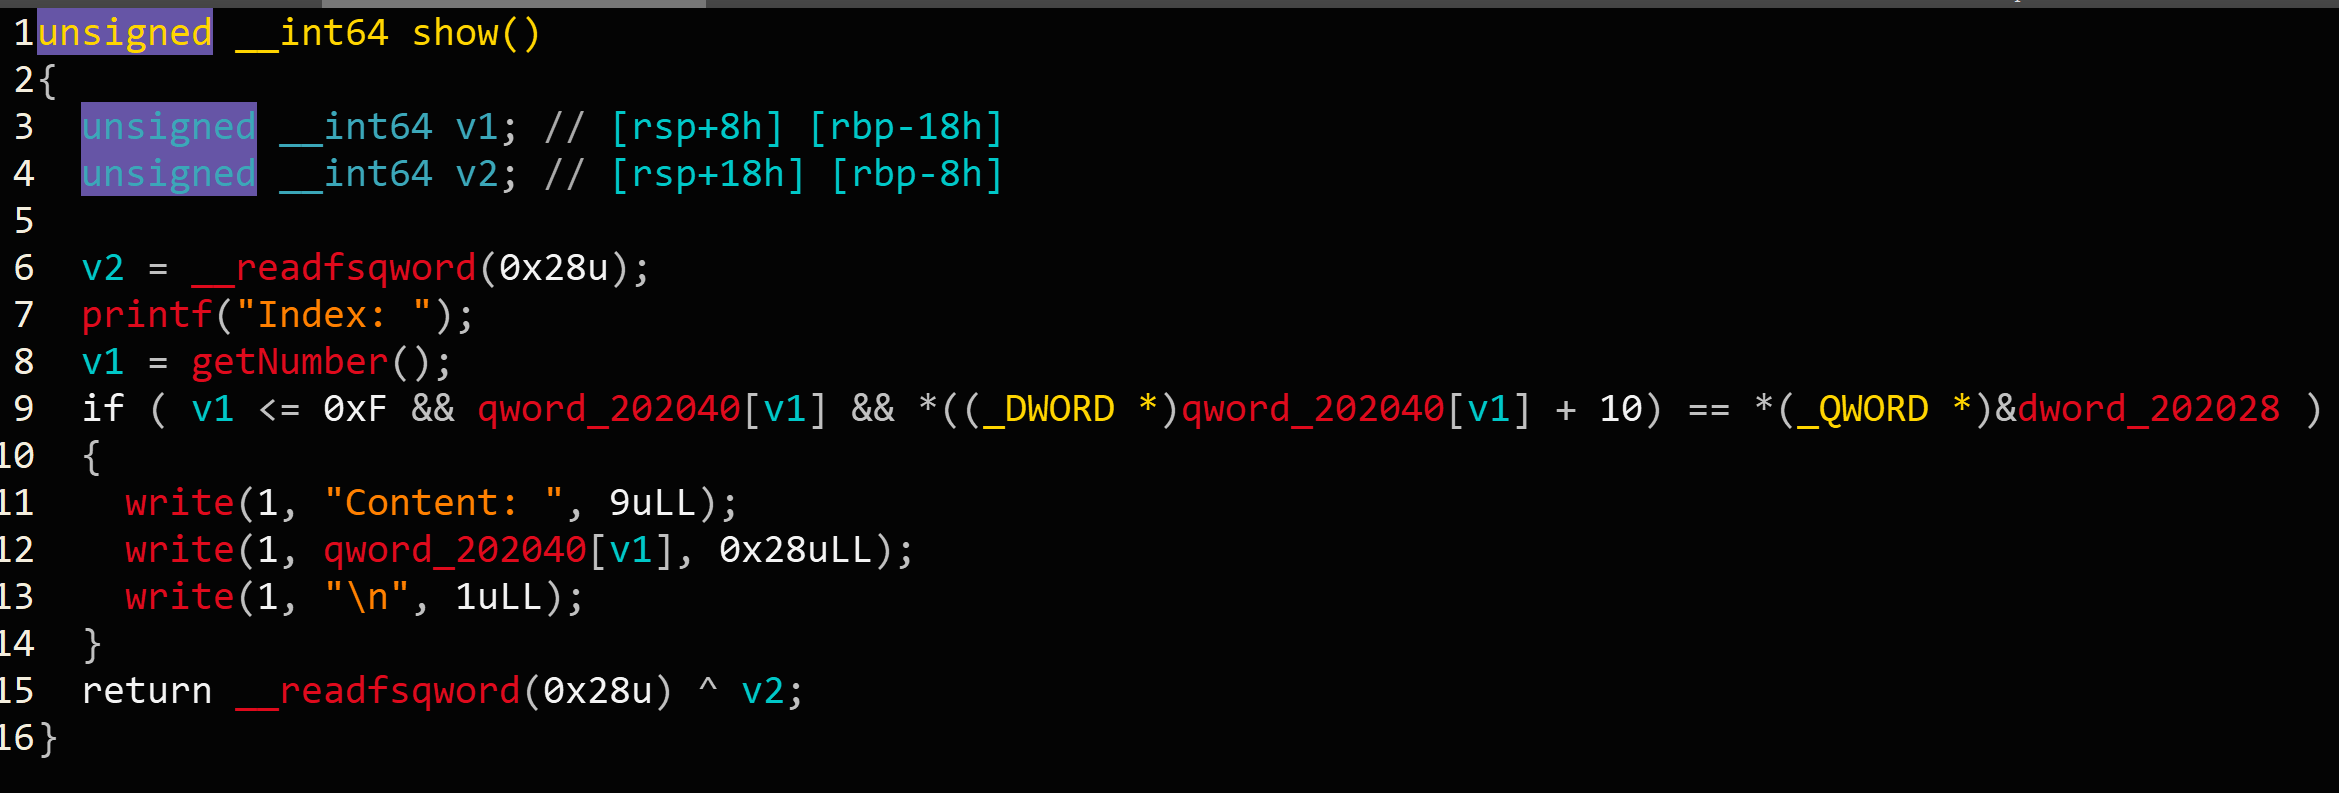 1 unsigned __int64 show()
2 {
3   unsigned __int64 v1; // [rsp+8h] [rbp-18h]
4   unsigned __int64 v2; // [rsp+18h] [rbp-8h]
5
6   v2 = __readfsqword(0x28u);
7   printf("Index: ");
8   v1 = getNumber();
9   if ( v1 <= 0xF && qword_202040[v1] && *((_DWORD *)qword_202040[v1] + 10) == *(_QWORD *)&dword_202028 )
10   {
11     write(1, "Content: ", 9uLL);
12     write(1, qword_202040[v1], 0x28uLL);
13     write(1, "\n", 1uLL);
14   }
15   return __readfsqword(0x28u) ^ v2;
16 }